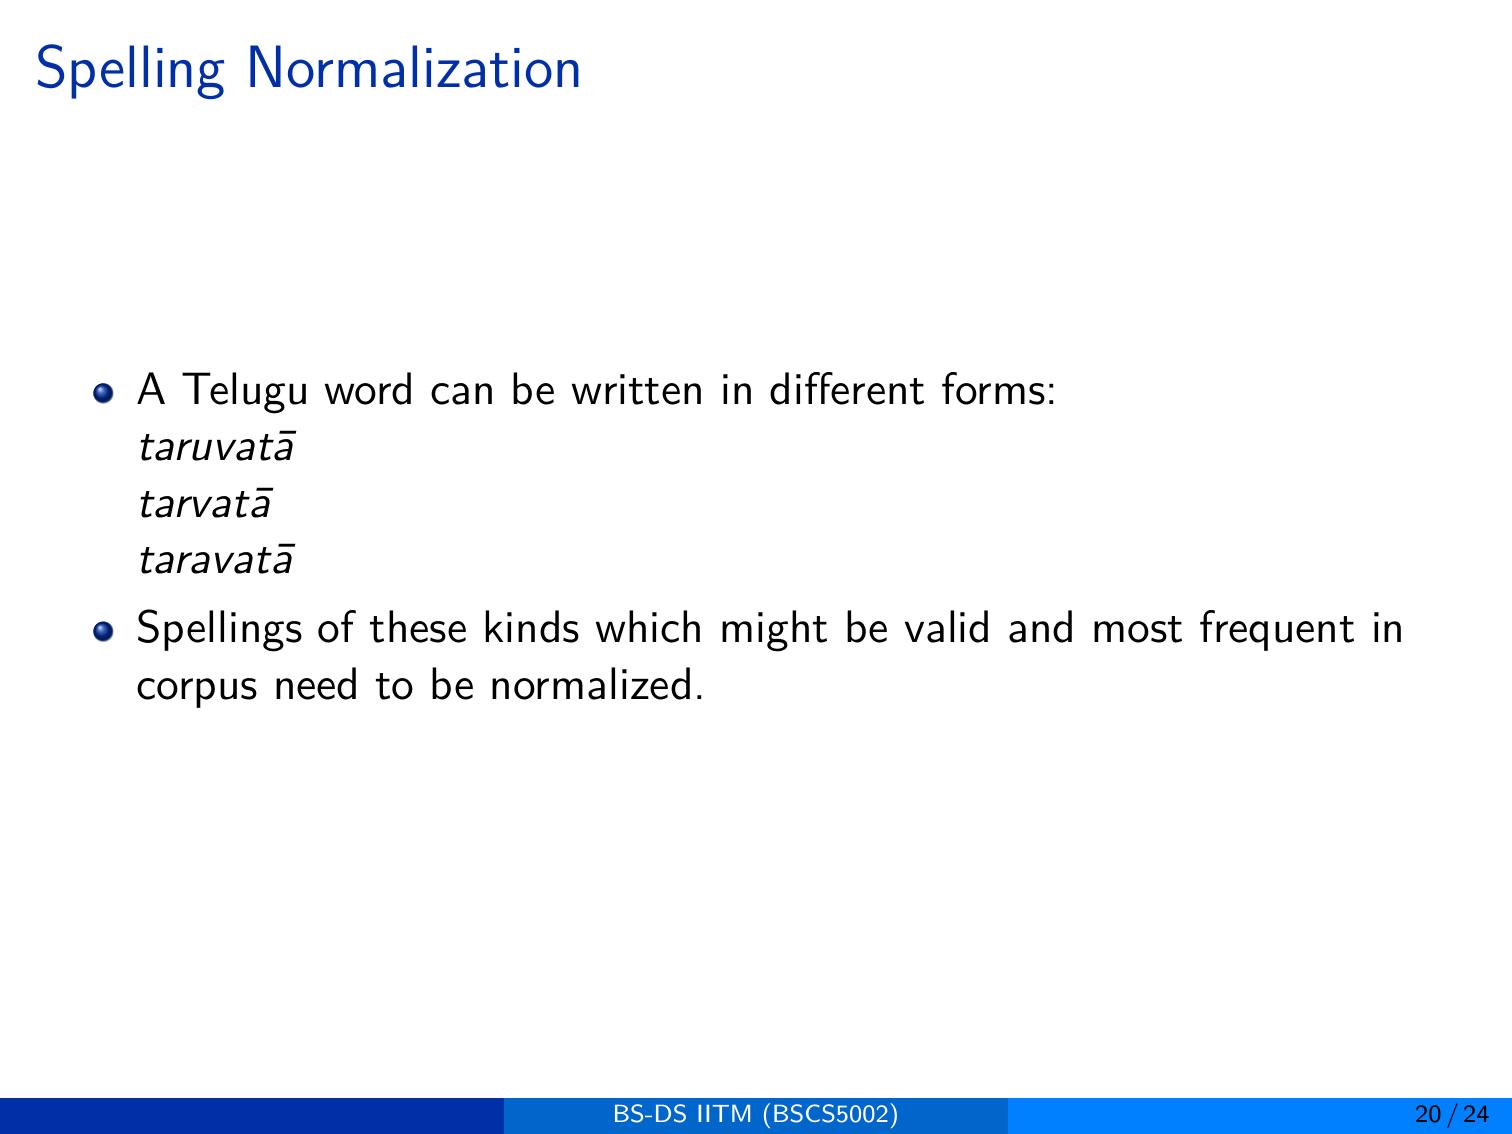 Spelling Normalization
A Telugu word can be written in different forms:
taruvatā
tarvatā
taravatā
Spellings of these kinds which might be valid and most frequent in
corpus need to be normalized.
BS-DS IITM (BSCS5002)
20 / 24